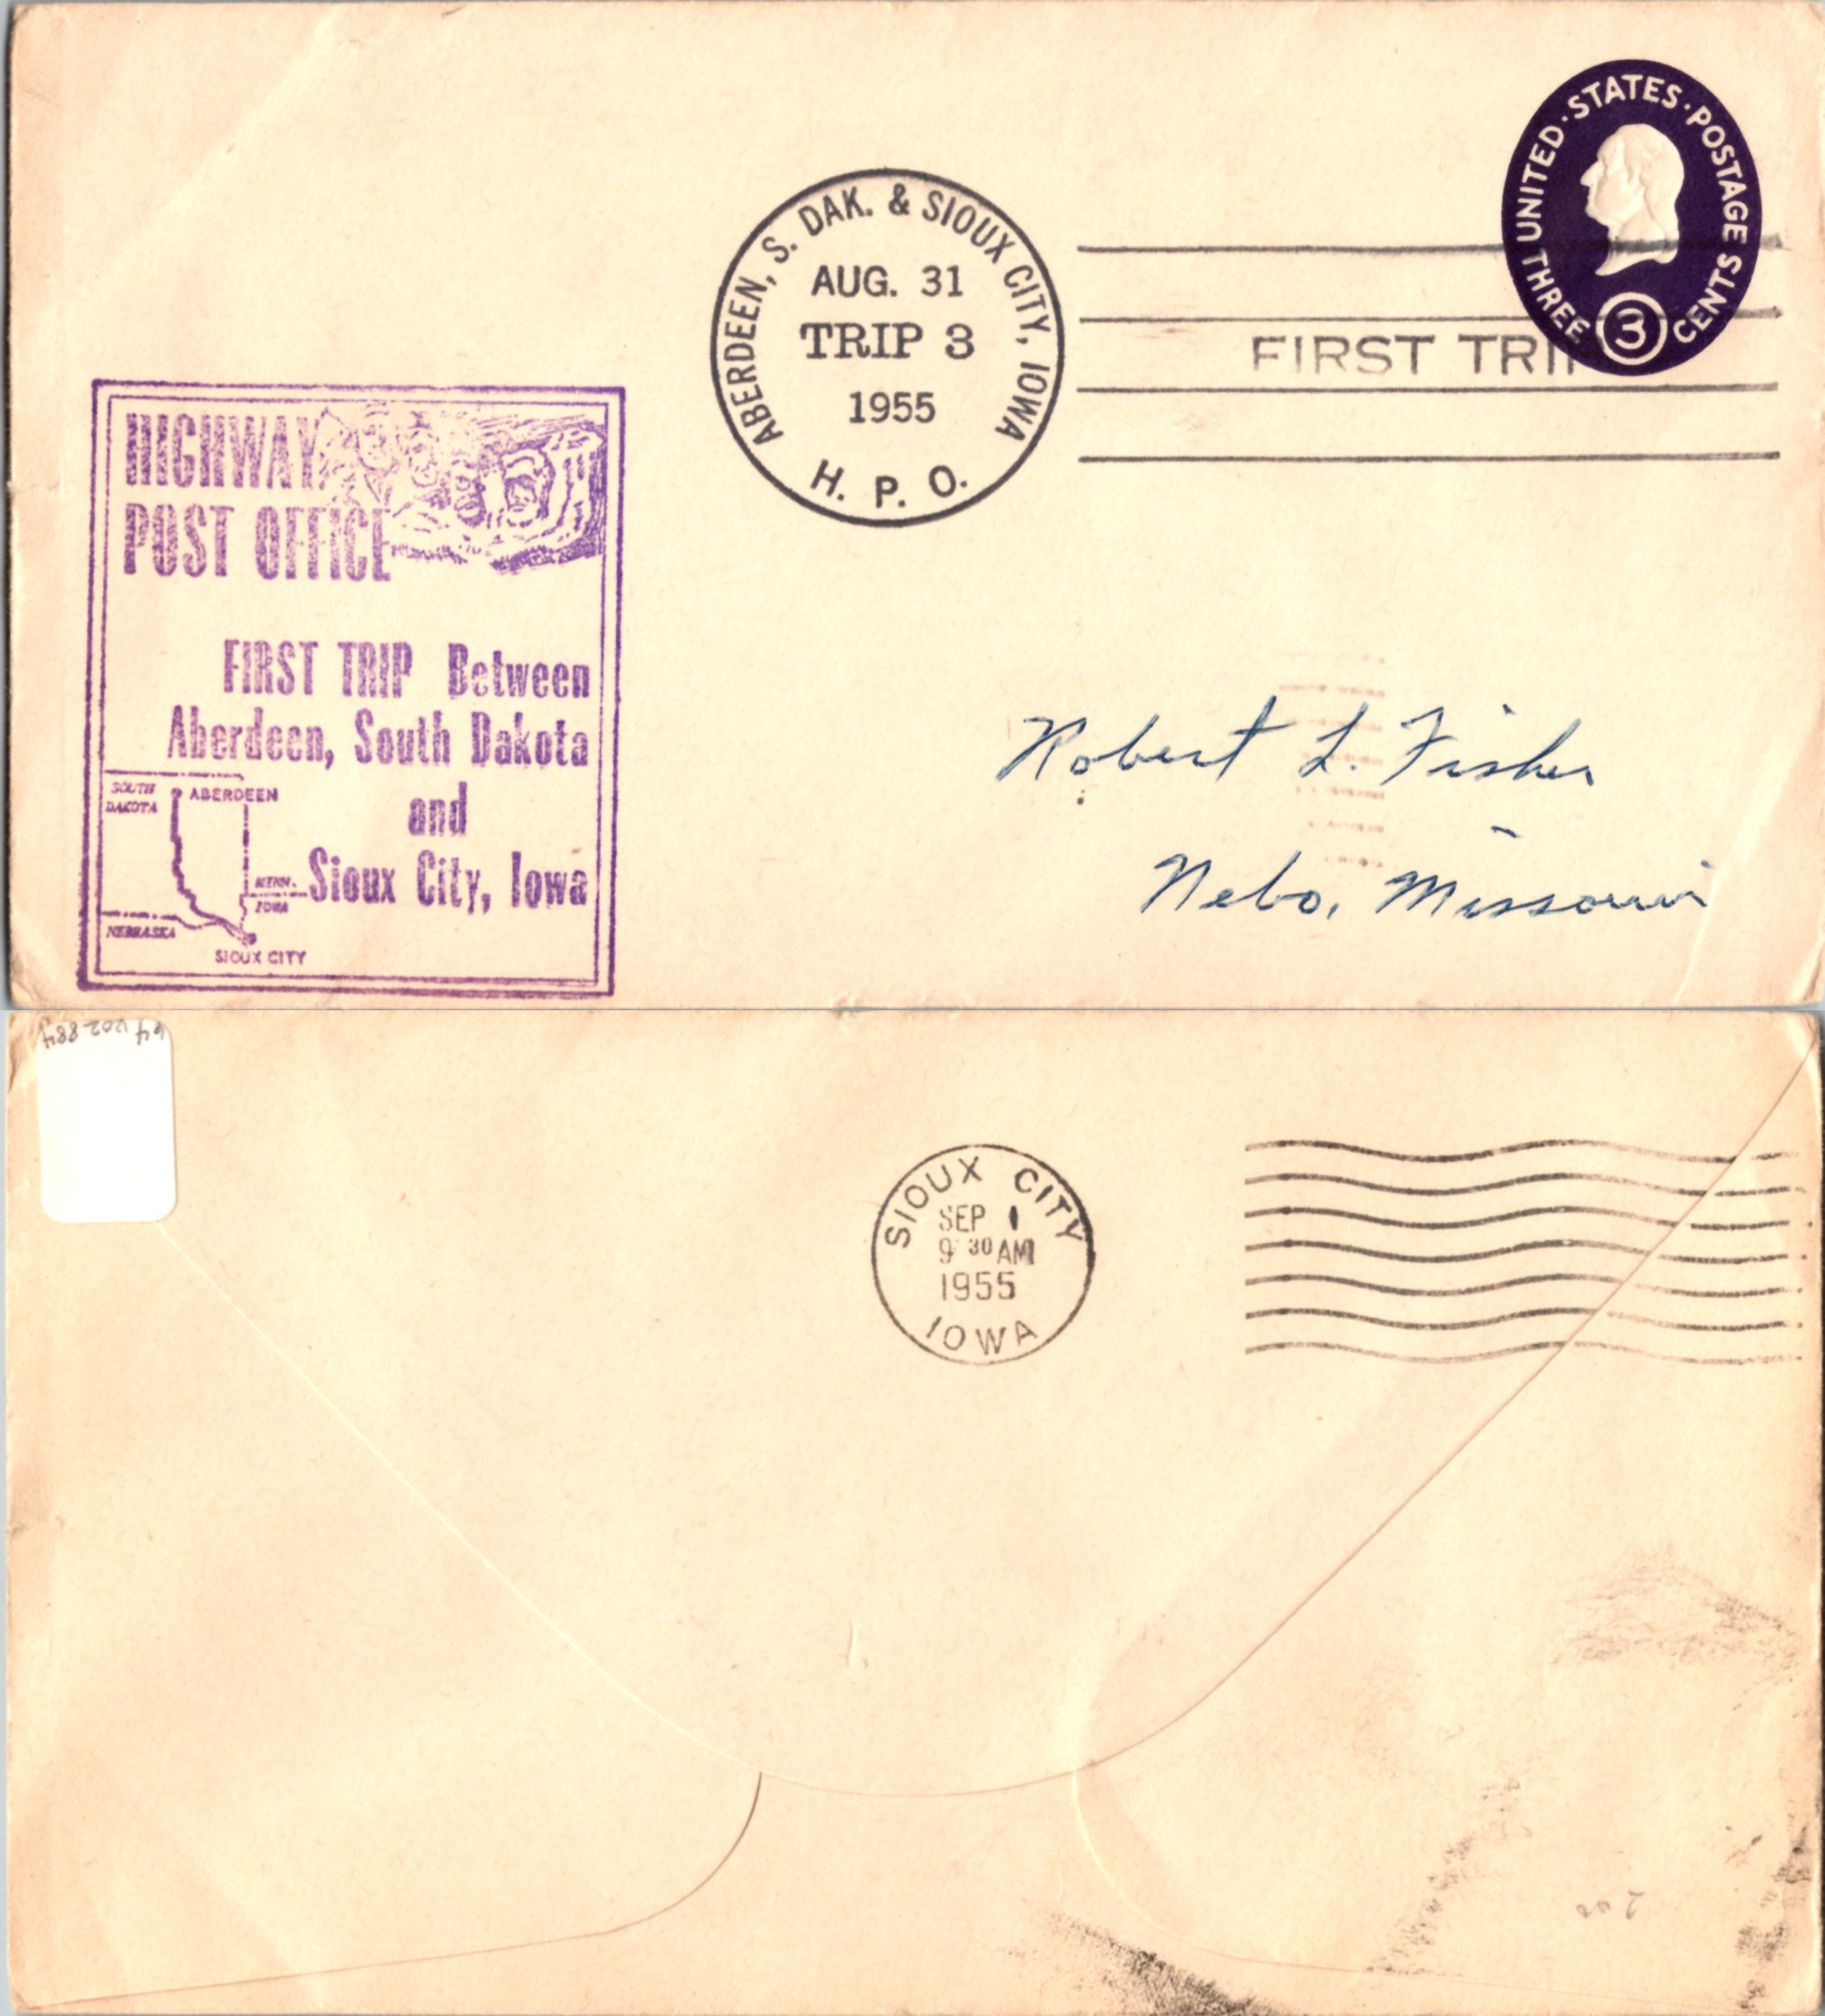 UNITED · STATES · POSTAGE
THREE 3 CENTS
ABERDEEN, S. DAK. & SIOUX CITY, IOWA
AUG. 31
TRIP 3
1955
H. P. O.
FIRST TRIP
HIGHWAY
POST OFFICE
FIRST TRIP Between
Aberdeen, South Dakota
and
Sioux City, Iowa
SOUTH
DAKOTA
ABERDEEN
MINN.
IOWA
NEBRASKA
SIOUX CITY
Robert L. Fisher
Nebo, Missouri
SIOUX CITY
SEP 1
9 30 AM
1955
IOWA